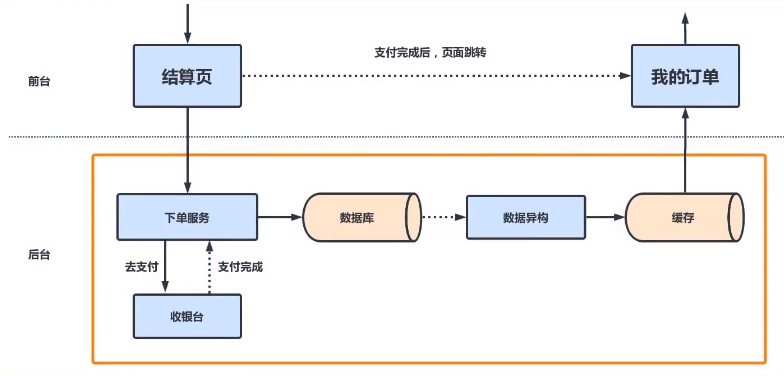 支付完成后，页面跳转
结算页
我的订单
前台
下单服务
数据库
数据异构
缓存
后台
去支付
支付完成
收银台